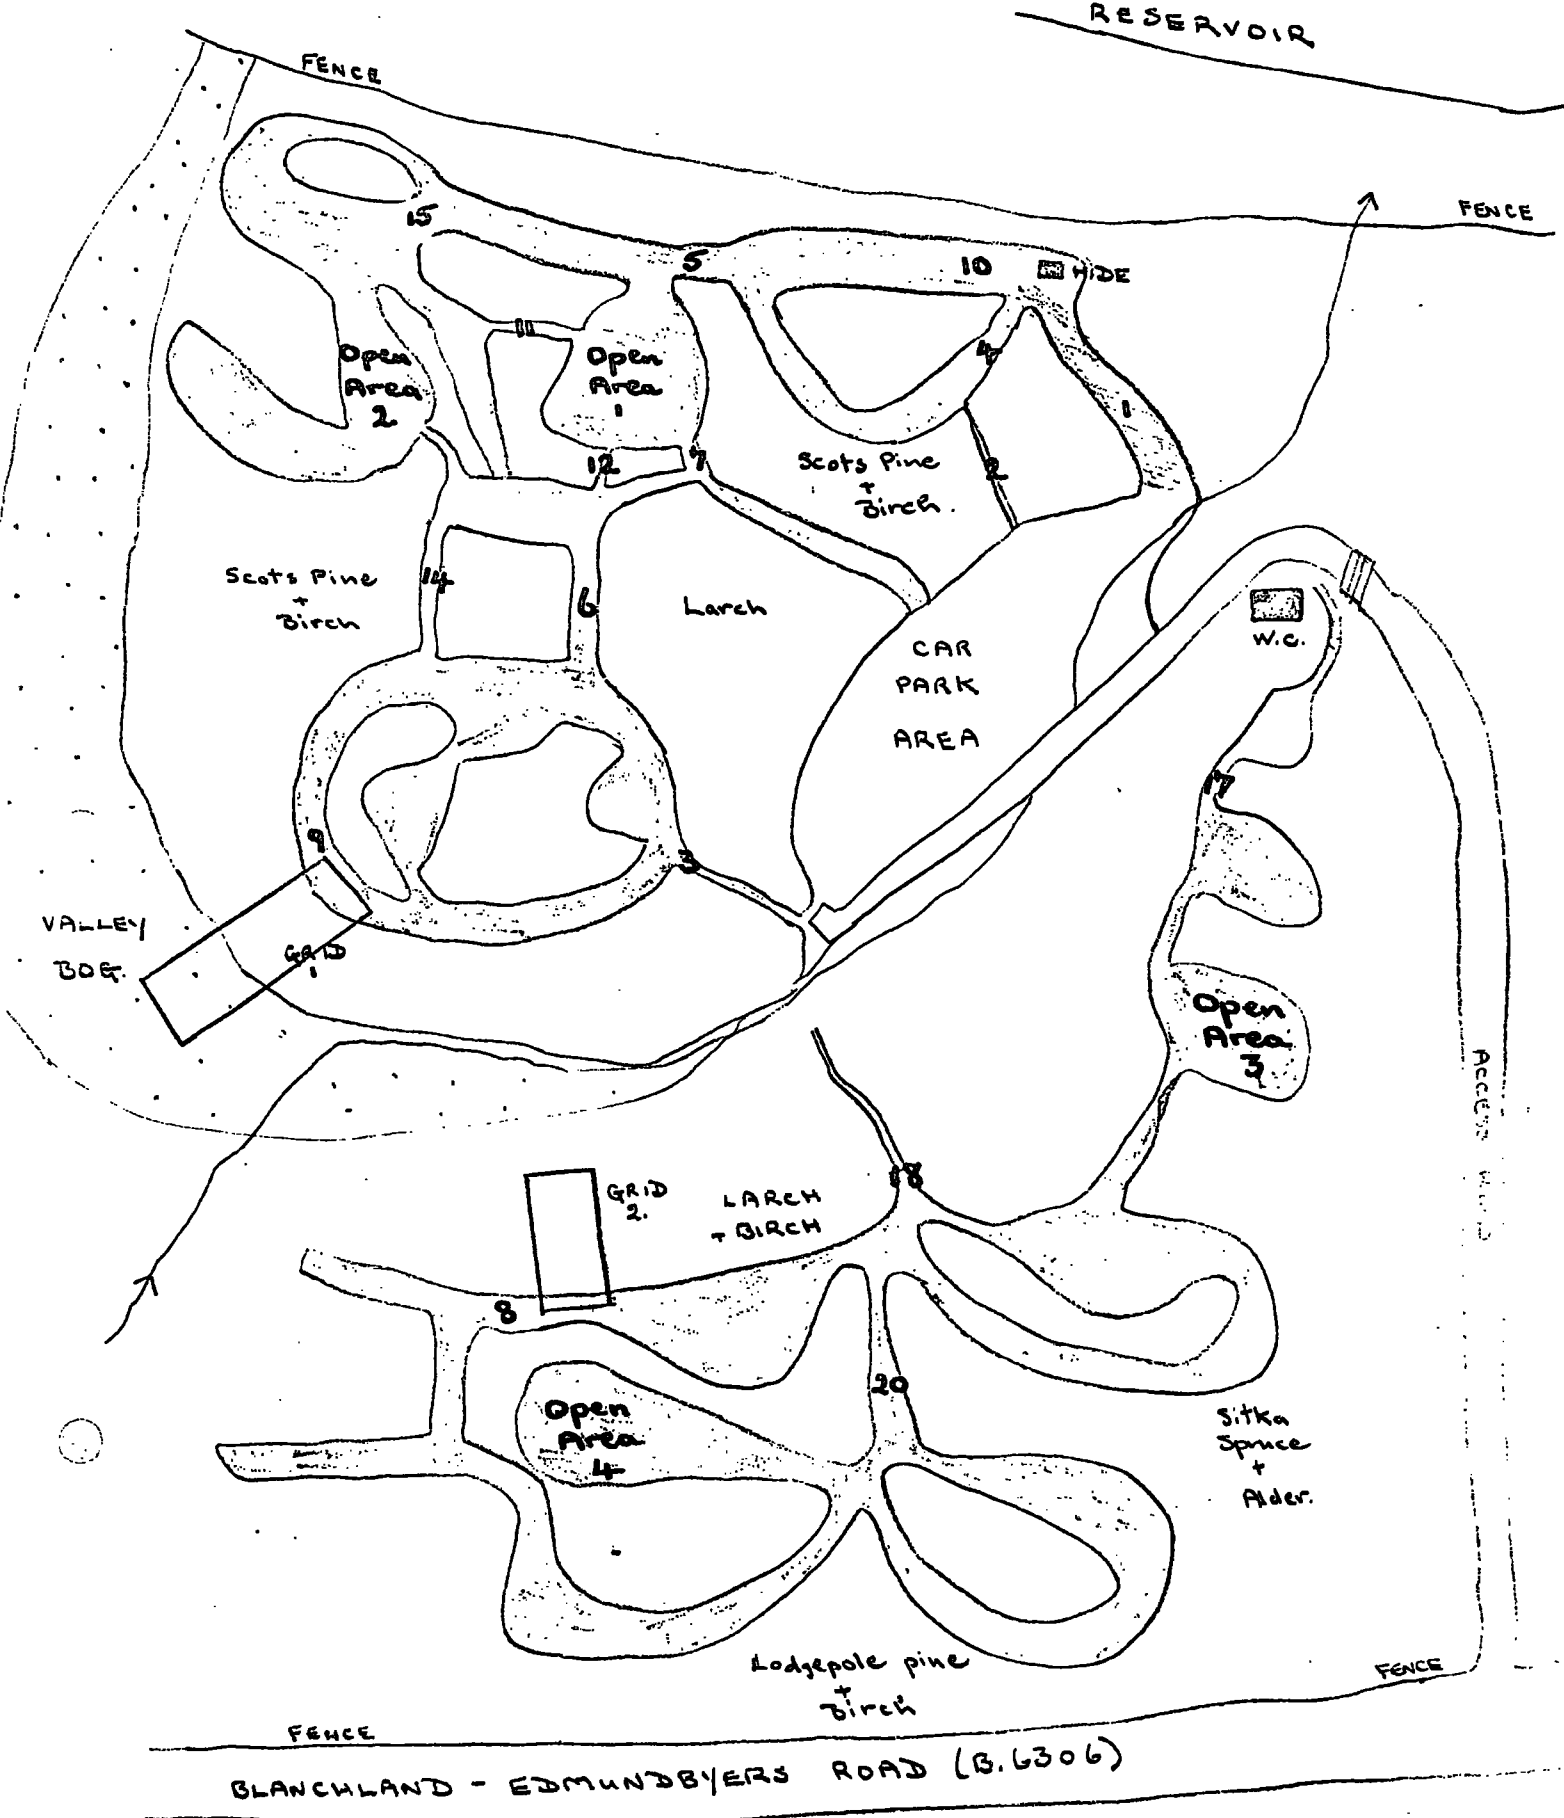 RESERVOIR
FENCE
FENCE
15
5
10
HIDE
11
Open
Area
2.
Open
Area
1
4
1
12
7
Scots Pine
+
Birch.
2
Scots Pine
+
Birch
14
6
Larch
CAR
PARK
AREA
W.C.
17
9
3
VALLEY
BOG.
GRID
1
Open
Area
3
ACCESS
18
GRID
2.
LARCH
+ BIRCH
8
20
Open
Area
4
Sitka
Spruce
+
Alder.
Lodgepole pine
+
Birch
FENCE
FENCE
BLANCHLAND - EDMUNDBYERS ROAD (B.6306)